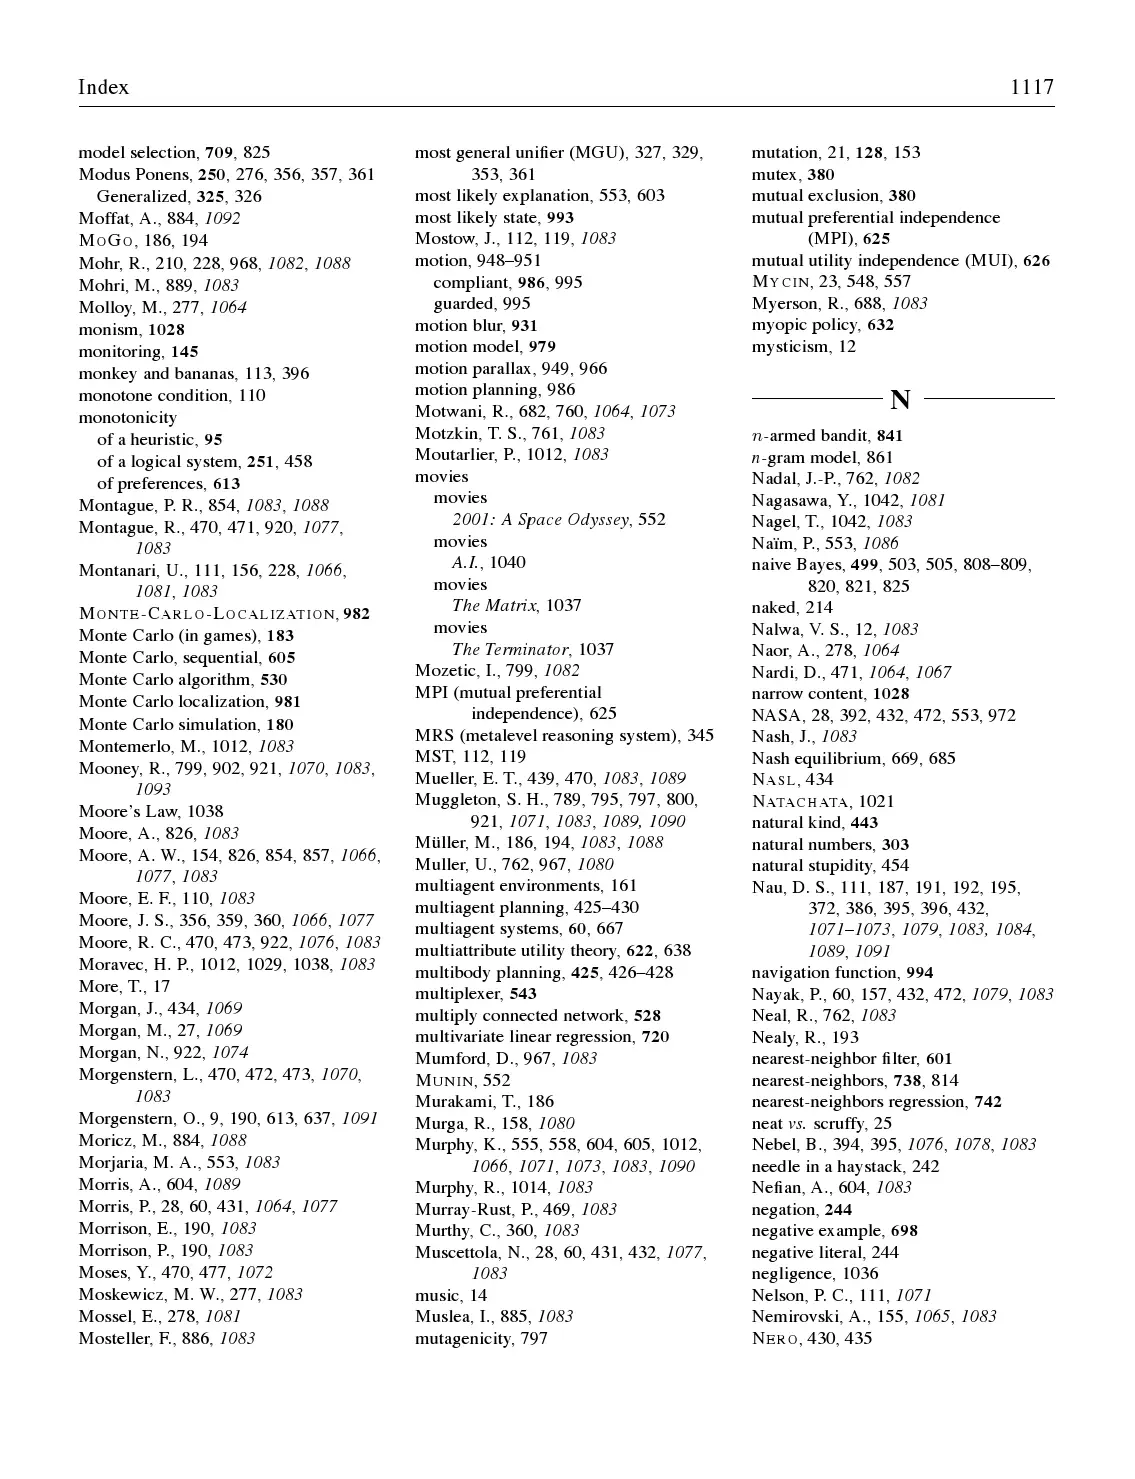 Index 1117
model selection, 709, 825
Modus Ponens, 250, 276, 356, 357, 361
Generalized, 325, 326
Moffat, A., 884, 1092
MOGO, 186, 194
Mohr, R., 210, 228, 968, 1082, 1088
Mohri, M., 889, 1083
Molloy, M., 277, 1064
monism, 1028
monitoring, 145
monkey and bananas, 113, 396
monotone condition, 110
monotonicity
of a heuristic, 95
of a logical system, 251, 458
of preferences, 613
Montague, P. R., 854, 1083, 1088
Montague, R., 470, 471, 920, 1077,
1083
Montanari, U., 111, 156, 228, 1066,
1081, 1083
MONTE-CARLO-LOCALIZATION, 982
Monte Carlo (in games), 183
Monte Carlo, sequential, 605
Monte Carlo algorithm, 530
Monte Carlo localization, 981
Monte Carlo simulation, 180
Montemerlo, M., 1012, 1083
Mooney, R., 799, 902, 921, 1070, 1083,
1093
Moore's Law, 1038
Moore, A., 826, 1083
Moore, A. W., 154, 826, 854, 857, 1066,
1077, 1083
Moore, E. F., 110, 1083
Moore, J. S., 356, 359, 360, 1066, 1077
Moore, R. C., 470, 473, 922, 1076, 1083
Moravec, H. P., 1012, 1029, 1038, 1083
More, T., 17
Morgan, J., 434, 1069
Morgan, M., 27, 1069
Morgan, N., 922, 1074
Morgenstern, L., 470, 472, 473, 1070,
1083
Morgenstern, O., 9, 190, 613, 637, 1091
Moricz, M., 884, 1088
Morjaria, M. A., 553, 1083
Morris, A., 604, 1089
Morris, P., 28, 60, 431, 1064, 1077
Morrison, E., 190, 1083
Morrison, P., 190, 1083
Moses, Y., 470, 477, 1072
Moskewicz, M. W., 277, 1083
Mossel, E., 278, 1081
Mosteller, F., 886, 1083
most general unifier (MGU), 327, 329,
353, 361
most likely explanation, 553, 603
most likely state, 993
Mostow, J., 112, 119, 1083
motion, 948–951
compliant, 986, 995
guarded, 995
motion blur, 931
motion model, 979
motion parallax, 949, 966
motion planning, 986
Motwani, R., 682, 760, 1064, 1073
Motzkin, T. S., 761, 1083
Moutarlier, P., 1012, 1083
movies
movies
2001: A Space Odyssey, 552
movies
A.I., 1040
movies
The Matrix, 1037
movies
The Terminator, 1037
Mozetic, I., 799, 1082
MPI (mutual preferential
independence), 625
MRS (metalevel reasoning system), 345
MST, 112, 119
Mueller, E. T., 439, 470, 1083, 1089
Muggleton, S. H., 789, 795, 797, 800,
921, 1071, 1083, 1089, 1090
Müller, M., 186, 194, 1083, 1088
Muller, U., 762, 967, 1080
multiagent environments, 161
multiagent planning, 425–430
multiagent systems, 60, 667
multiattribute utility theory, 622, 638
multibody planning, 425, 426–428
multiplexer, 543
multiply connected network, 528
multivariate linear regression, 720
Mumford, D., 967, 1083
MUNIN, 552
Murakami, T., 186
Murga, R., 158, 1080
Murphy, K., 555, 558, 604, 605, 1012,
1066, 1071, 1073, 1083, 1090
Murphy, R., 1014, 1083
Murray-Rust, P., 469, 1083
Murthy, C., 360, 1083
Muscettola, N., 28, 60, 431, 432, 1077,
1083
music, 14
Muslea, I., 885, 1083
mutagenicity, 797
mutation, 21, 128, 153
mutex, 380
mutual exclusion, 380
mutual preferential independence
(MPI), 625
mutual utility independence (MUI), 626
MYCIN, 23, 548, 557
Myerson, R., 688, 1083
myopic policy, 632
mysticism, 12
N
n-armed bandit, 841
n-gram model, 861
Nadal, J.-P., 762, 1082
Nagasawa, Y., 1042, 1081
Nagel, T., 1042, 1083
Naïm, P., 553, 1086
naive Bayes, 499, 503, 505, 808–809,
820, 821, 825
naked, 214
Nalwa, V. S., 12, 1083
Naor, A., 278, 1064
Nardi, D., 471, 1064, 1067
narrow content, 1028
NASA, 28, 392, 432, 472, 553, 972
Nash, J., 1083
Nash equilibrium, 669, 685
NASL, 434
NATACHATA, 1021
natural kind, 443
natural numbers, 303
natural stupidity, 454
Nau, D. S., 111, 187, 191, 192, 195,
372, 386, 395, 396, 432,
1071–1073, 1079, 1083, 1084,
1089, 1091
navigation function, 994
Nayak, P., 60, 157, 432, 472, 1079, 1083
Neal, R., 762, 1083
Nealy, R., 193
nearest-neighbor filter, 601
nearest-neighbors, 738, 814
nearest-neighbors regression, 742
neat vs. scruffy, 25
Nebel, B., 394, 395, 1076, 1078, 1083
needle in a haystack, 242
Nefian, A., 604, 1083
negation, 244
negative example, 698
negative literal, 244
negligence, 1036
Nelson, P. C., 111, 1071
Nemirovski, A., 155, 1065, 1083
NERO, 430, 435